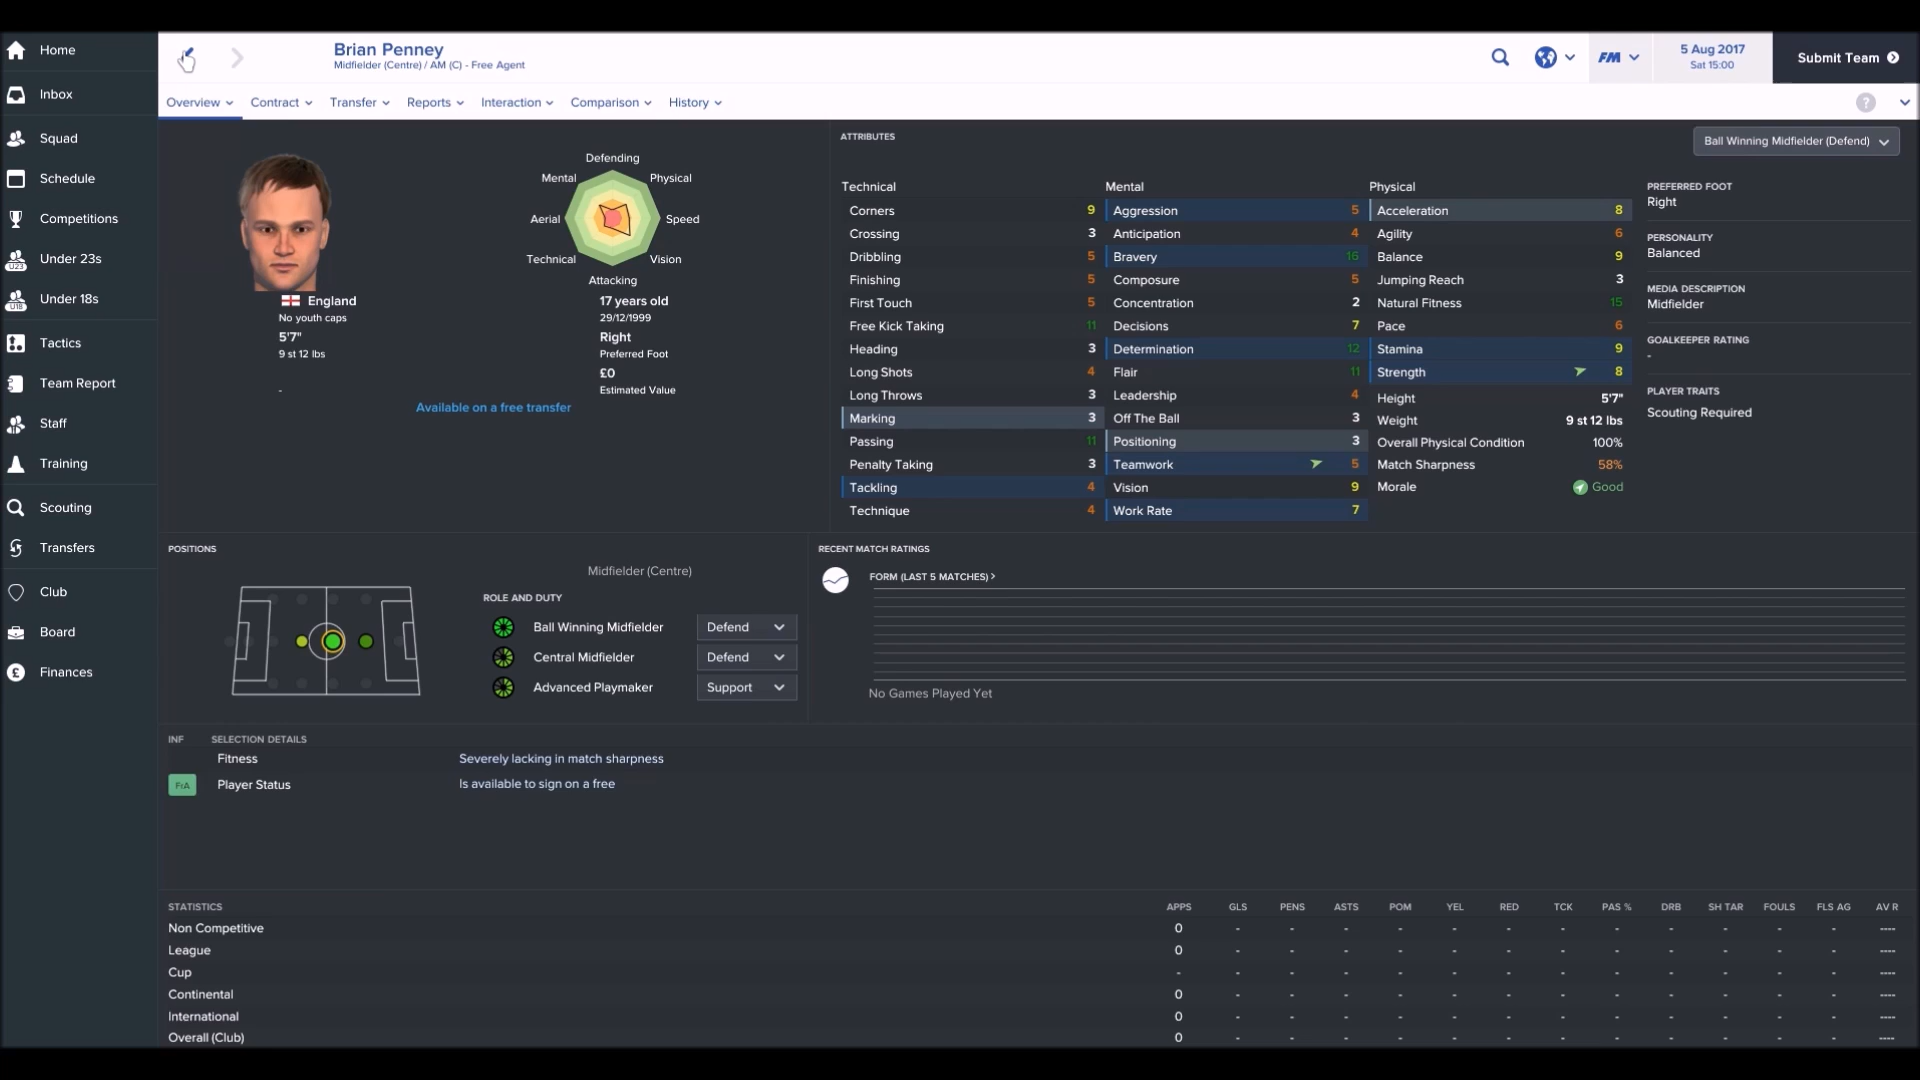 Home
Inbox
Squad
Schedule
Competitions
U23 Under 23s
U18 Under 18s
Tactics
Team Report
Staff
Training
Scouting
Transfers
Club
Board
£ Finances
Brian Penney
Midfielder (Centre) / AM (C) - Free Agent
FM
5 Aug 2017
Sat 15:00
Submit Team
Overview Contract Transfer Reports Interaction Comparison History
?
Defending
Mental Physical
Aerial Speed
Technical Vision
Attacking
England
No youth caps
5'7"
9 st 12 lbs
-
17 years old
29/12/1999
Right
Preferred Foot
£0
Estimated Value
Available on a free transfer
ATTRIBUTES
Ball Winning Midfielder (Defend)
Technical Mental Physical
Corners 9 Aggression 5 Acceleration 8
Crossing 3 Anticipation 4 Agility 6
Dribbling 5 Bravery 16 Balance 9
Finishing 5 Composure 5 Jumping Reach 3
First Touch 5 Concentration 2 Natural Fitness 15
Free Kick Taking 11 Decisions 7 Pace 6
Heading 3 Determination 12 Stamina 9
Long Shots 4 Flair 11 Strength 8
Long Throws 3 Leadership 4 Height 5'7"
Marking 3 Off The Ball 3 Weight 9 st 12 lbs
Passing 11 Positioning 3 Overall Physical Condition 100%
Penalty Taking 3 Teamwork 5 Match Sharpness 58%
Tackling 4 Vision 9 Morale Good
Technique 4 Work Rate 7
PREFERRED FOOT
Right
PERSONALITY
Balanced
MEDIA DESCRIPTION
Midfielder
GOALKEEPER RATING
-
PLAYER TRAITS
Scouting Required
POSITIONS
Midfielder (Centre)
ROLE AND DUTY
Ball Winning Midfielder Defend
Central Midfielder Defend
Advanced Playmaker Support
RECENT MATCH RATINGS
FORM (LAST 5 MATCHES) >
No Games Played Yet
INF SELECTION DETAILS
Fitness Severely lacking in match sharpness
FrA Player Status Is available to sign on a free
STATISTICS APPS GLS PENS ASTS POM YEL RED TCK PAS % DRB SH TAR FOULS FLS AG AV R
Non Competitive 0 - - - - - - - - - - - - ----
League 0 - - - - - - - - - - - - ----
Cup - - - - - - - - - - - - - ----
Continental 0 - - - - - - - - - - - - ----
International 0 - - - - - - - - - - - - ----
Overall (Club) 0 - - - - - - - - - - - - ----